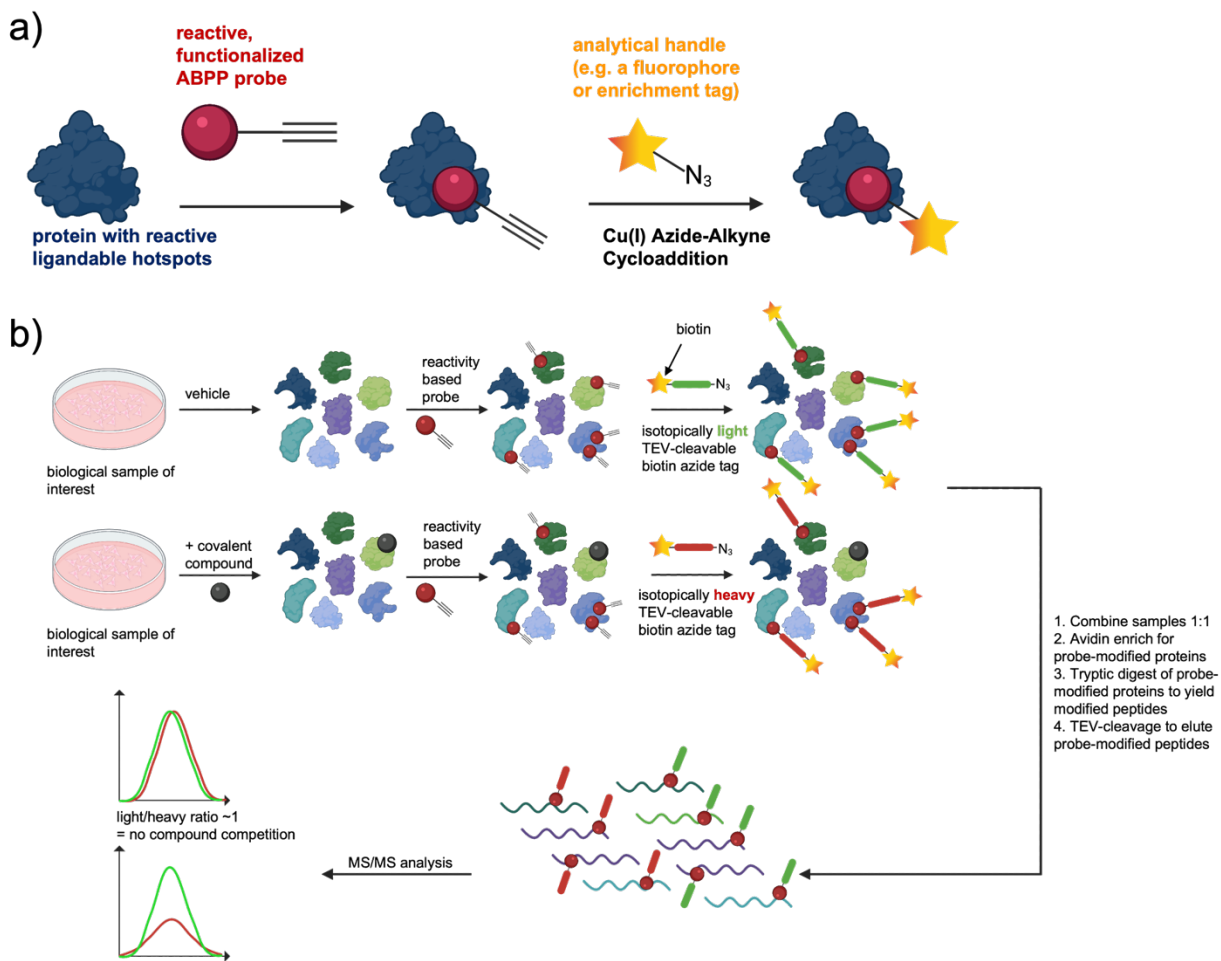 a)
reactive,
functionalized
ABPP probe
analytical handle
(e.g. a fluorophore
or enrichment tag)
N3
protein with reactive
ligandable hotspots
Cu(I) Azide-Alkyne
Cycloaddition
b)
biotin
vehicle
reactivity
based
probe
N3
isotopically light
TEV-cleavable
biotin azide tag
biological sample of
interest
+ covalent
compound
reactivity
based
probe
N3
isotopically heavy
TEV-cleavable
biotin azide tag
biological sample of
interest
1. Combine samples 1:1
2. Avidin enrich for
probe-modified proteins
3. Tryptic digest of probe-
modified proteins to yield
modified peptides
4. TEV-cleavage to elute
probe-modified peptides
light/heavy ratio ~1
= no compound competition
MS/MS analysis